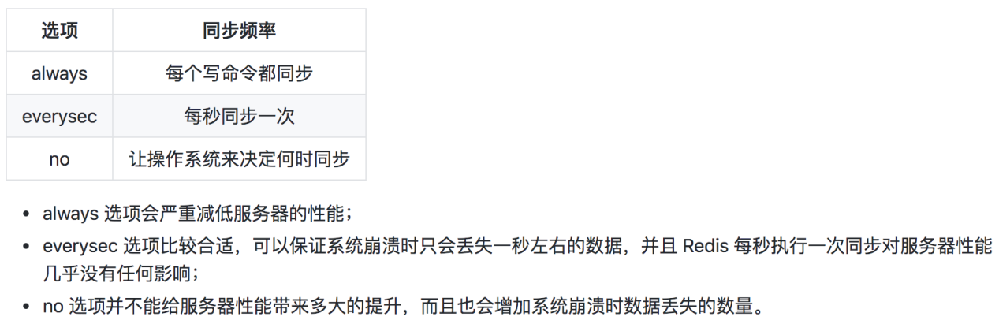 选项 同步频率
always 每个写命令都同步
everysec 每秒同步一次
no 让操作系统来决定何时同步
• always 选项会严重减低服务器的性能；
• everysec 选项比较合适，可以保证系统崩溃时只会丢失一秒左右的数据，并且 Redis 每秒执行一次同步对服务器性能
几乎没有任何影响；
• no 选项并不能给服务器性能带来多大的提升，而且也会增加系统崩溃时数据丢失的数量。